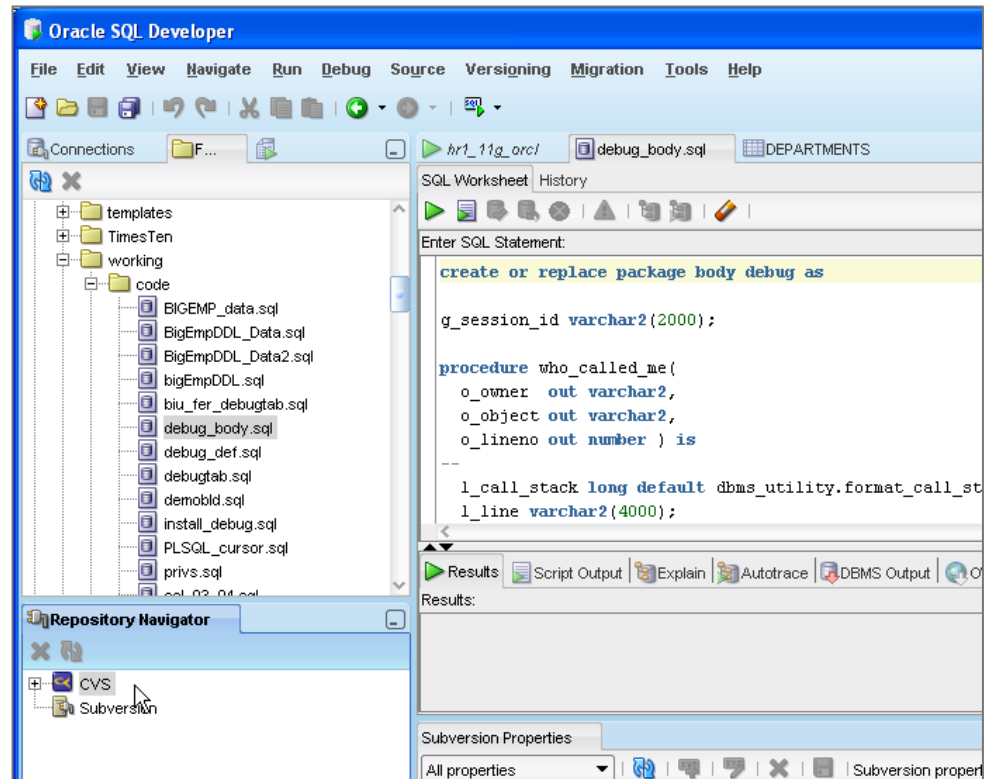 Oracle SQL Developer
File Edit View Navigate Run Debug Source Versioning Migration Tools Help
Connections F...
templates
TimesTen
working
code
BIGEMP_data.sql
BigEmpDDL_Data.sql
BigEmpDDL_Data2.sql
bigEmpDDL.sql
biu_fer_debugtab.sql
debug_body.sql
debug_def.sql
debugtab.sql
demobld.sql
install_debug.sql
PLSQL_cursor.sql
privs.sql
Repository Navigator
CVS
Subversion
hr1_11g_orcl debug_body.sql DEPARTMENTS
SQL Worksheet History
Enter SQL Statement:
create or replace package body debug as
g_session_id varchar2(2000);
procedure who_called_me(
o_owner out varchar2,
o_object out varchar2,
o_lineno out number ) is
--
l_call_stack long default dbms_utility.format_call_st
l_line varchar2(4000);
Results Script Output Explain Autotrace DBMS Output
Results:
Subversion Properties
All properties Subversion propert